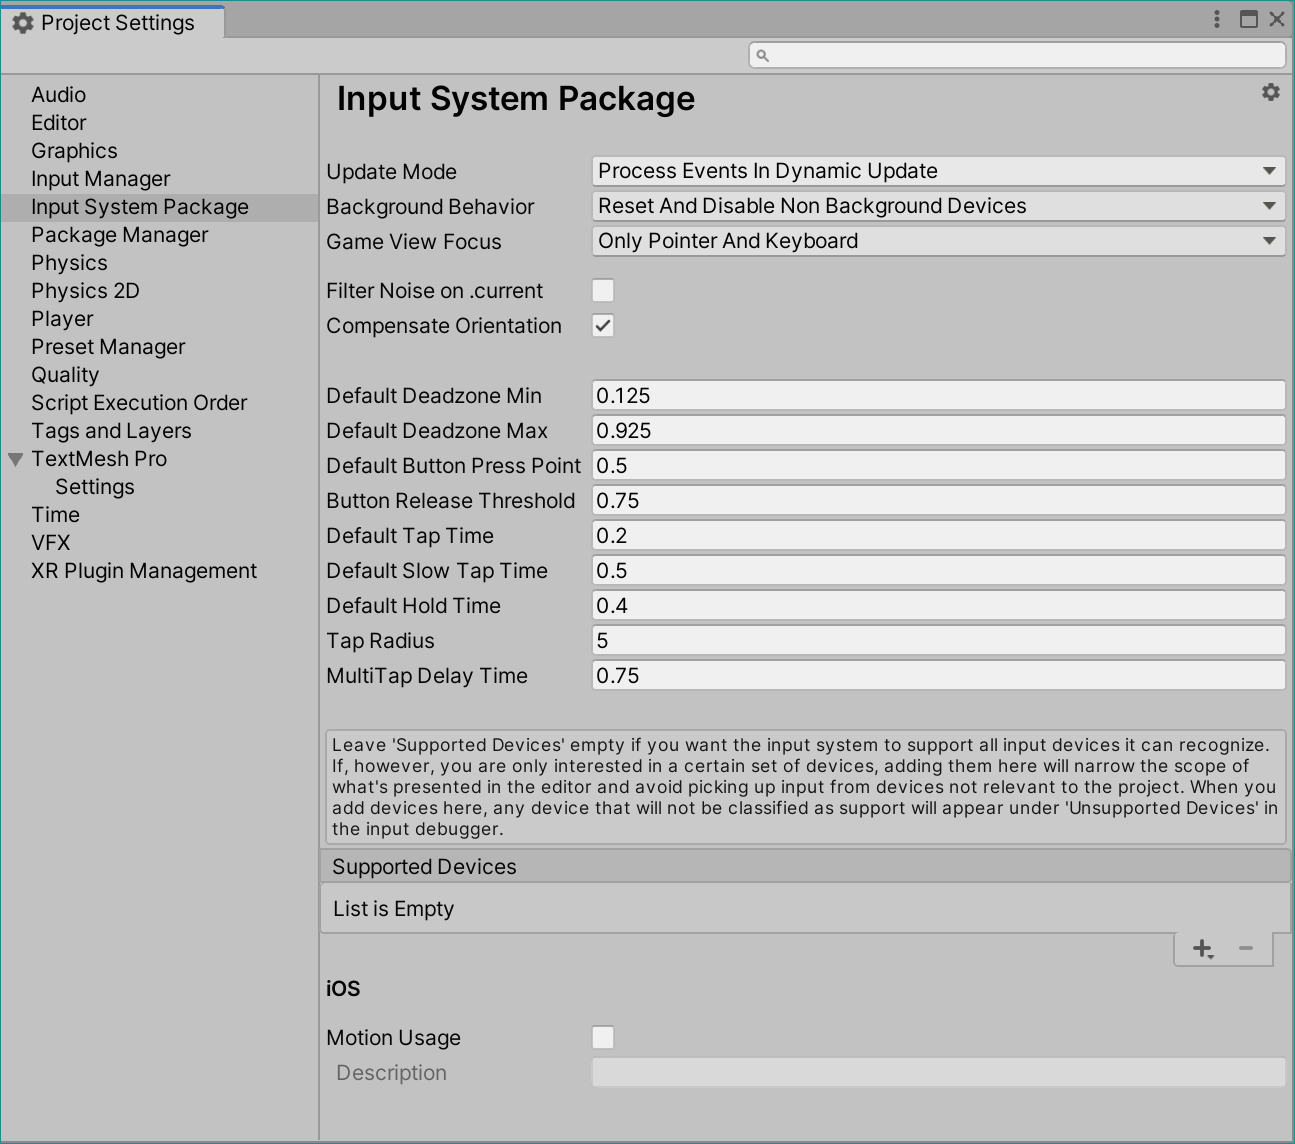 Project Settings
Audio
Editor
Graphics
Input Manager
Input System Package
Package Manager
Physics
Physics 2D
Player
Preset Manager
Quality
Script Execution Order
Tags and Layers
TextMesh Pro
Settings
Time
VFX
XR Plugin Management
Input System Package
Update Mode Process Events In Dynamic Update
Background Behavior Reset And Disable Non Background Devices
Game View Focus Only Pointer And Keyboard
Filter Noise on .current
Compensate Orientation
Default Deadzone Min 0.125
Default Deadzone Max 0.925
Default Button Press Point 0.5
Button Release Threshold 0.75
Default Tap Time 0.2
Default Slow Tap Time 0.5
Default Hold Time 0.4
Tap Radius 5
MultiTap Delay Time 0.75
Leave 'Supported Devices' empty if you want the input system to support all input devices it can recognize.
If, however, you are only interested in a certain set of devices, adding them here will narrow the scope of
what's presented in the editor and avoid picking up input from devices not relevant to the project. When you
add devices here, any device that will not be classified as support will appear under 'Unsupported Devices' in
the input debugger.
Supported Devices
List is Empty
iOS
Motion Usage
Description